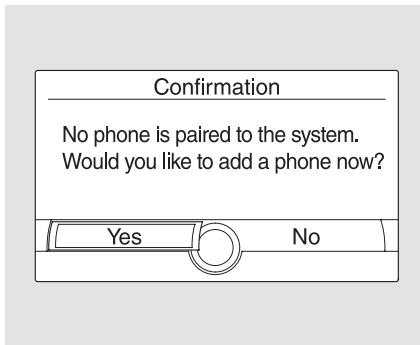 Confirmation
No phone is paired to the system.
Would you like to add a phone now?
Yes
No